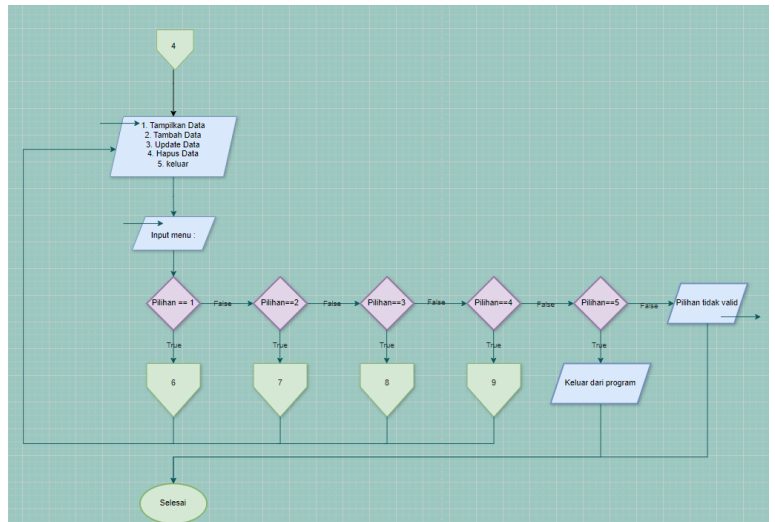 4
1. Tampilkan Data
2. Tambah Data
3. Update Data
4. Hapus Data
5. keluar
Input menu :
Pilihan == 1
False
Pilihan==2
False
Pilihan==3
False
Pilihan==4
False
Pilihan==5
False
Pilihan tidak valid
True
True
True
True
True
6
7
8
9
Keluar dari program
Selesai